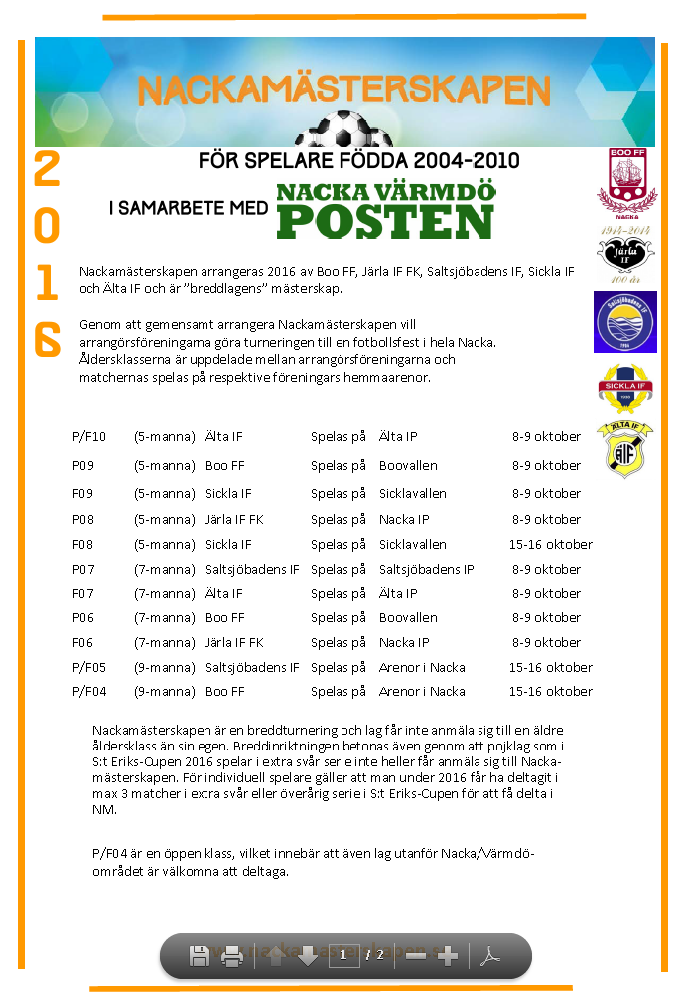 NACKAMÄSTERSKAPEN
FÖR SPELARE FÖDDA 2004-2010
I SAMARBETE MED NACKA VÄRMDÖ POSTEN
2016
BOO FF
NACKA
1914-2014
Järla IF
100 år
Saltsjöbadens IF
SICKLA IF
ÄLTA IF
ÄIF
Nackamästerskapen arrangeras 2016 av Boo FF, Järla IF FK, Saltsjöbadens IF, Sickla IF
och Älta IF och är ”breddlagens” mästerskap.
Genom att gemensamt arrangera Nackamästerskapen vill
arrangörsföreningarna göra turneringen till en fotbollsfest i hela Nacka.
Åldersklasserna är uppdelade mellan arrangörsföreningarna och
matchernas spelas på respektive föreningars hemmaarenor.
P/F10 (5-manna) Älta IF Spelas på Älta IP 8-9 oktober
P09 (5-manna) Boo FF Spelas på Boovallen 8-9 oktober
F09 (5-manna) Sickla IF Spelas på Sicklavallen 8-9 oktober
P08 (5-manna) Järla IF FK Spelas på Nacka IP 8-9 oktober
F08 (5-manna) Sickla IF Spelas på Sicklavallen 15-16 oktober
P07 (7-manna) Saltsjöbadens IF Spelas på Saltsjöbadens IP 8-9 oktober
F07 (7-manna) Älta IF Spelas på Älta IP 8-9 oktober
P06 (7-manna) Boo FF Spelas på Boovallen 8-9 oktober
F06 (7-manna) Järla IF FK Spelas på Nacka IP 8-9 oktober
P/F05 (9-manna) Saltsjöbadens IF Spelas på Arenor i Nacka 15-16 oktober
P/F04 (9-manna) Boo FF Spelas på Arenor i Nacka 15-16 oktober
Nackamästerskapen är en breddturnering och lag får inte anmäla sig till en äldre
åldersklass än sin egen. Breddinriktningen betonas även genom att pojklag som i
S:t Eriks-Cupen 2016 spelar i extra svår serie inte heller får anmäla sig till Nacka-
mästerskapen. För individuell spelare gäller att man under 2016 får ha deltagit i
max 3 matcher i extra svår eller överårig serie i S:t Eriks-Cupen för att få delta i
NM.
P/F04 är en öppen klass, vilket innebär att även lag utanför Nacka/Värmdö-
området är välkomna att deltaga.
1 / 2